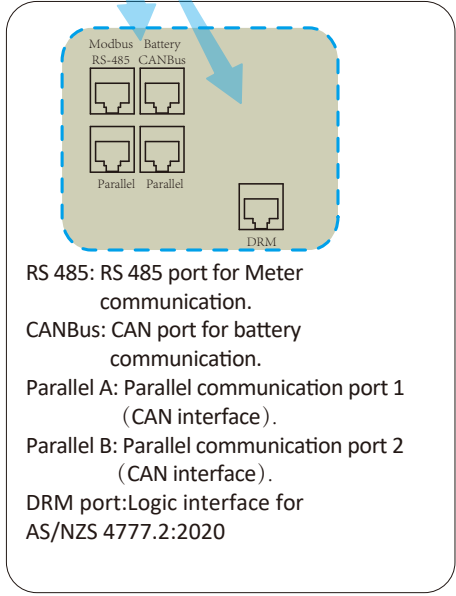 Modbus Battery
RS-485 CANBus
Parallel Parallel
DRM
RS 485: RS 485 port for Meter
communication.
CANBus: CAN port for battery
communication.
Parallel A: Parallel communication port 1
（CAN interface）.
Parallel B: Parallel communication port 2
（CAN interface）.
DRM port:Logic interface for
AS/NZS 4777.2:2020